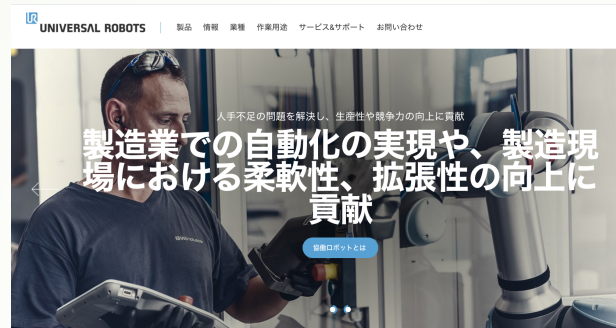 UR
UNIVERSAL ROBOTS
製品 情報 業種 作業用途 サービス&サポート お問い合わせ
人手不足の問題を解決し、生産性や競争力の向上に貢献
製造業での自動化の実現や、製造現
場における柔軟性、拡張性の向上に
貢献
協働ロボットとは